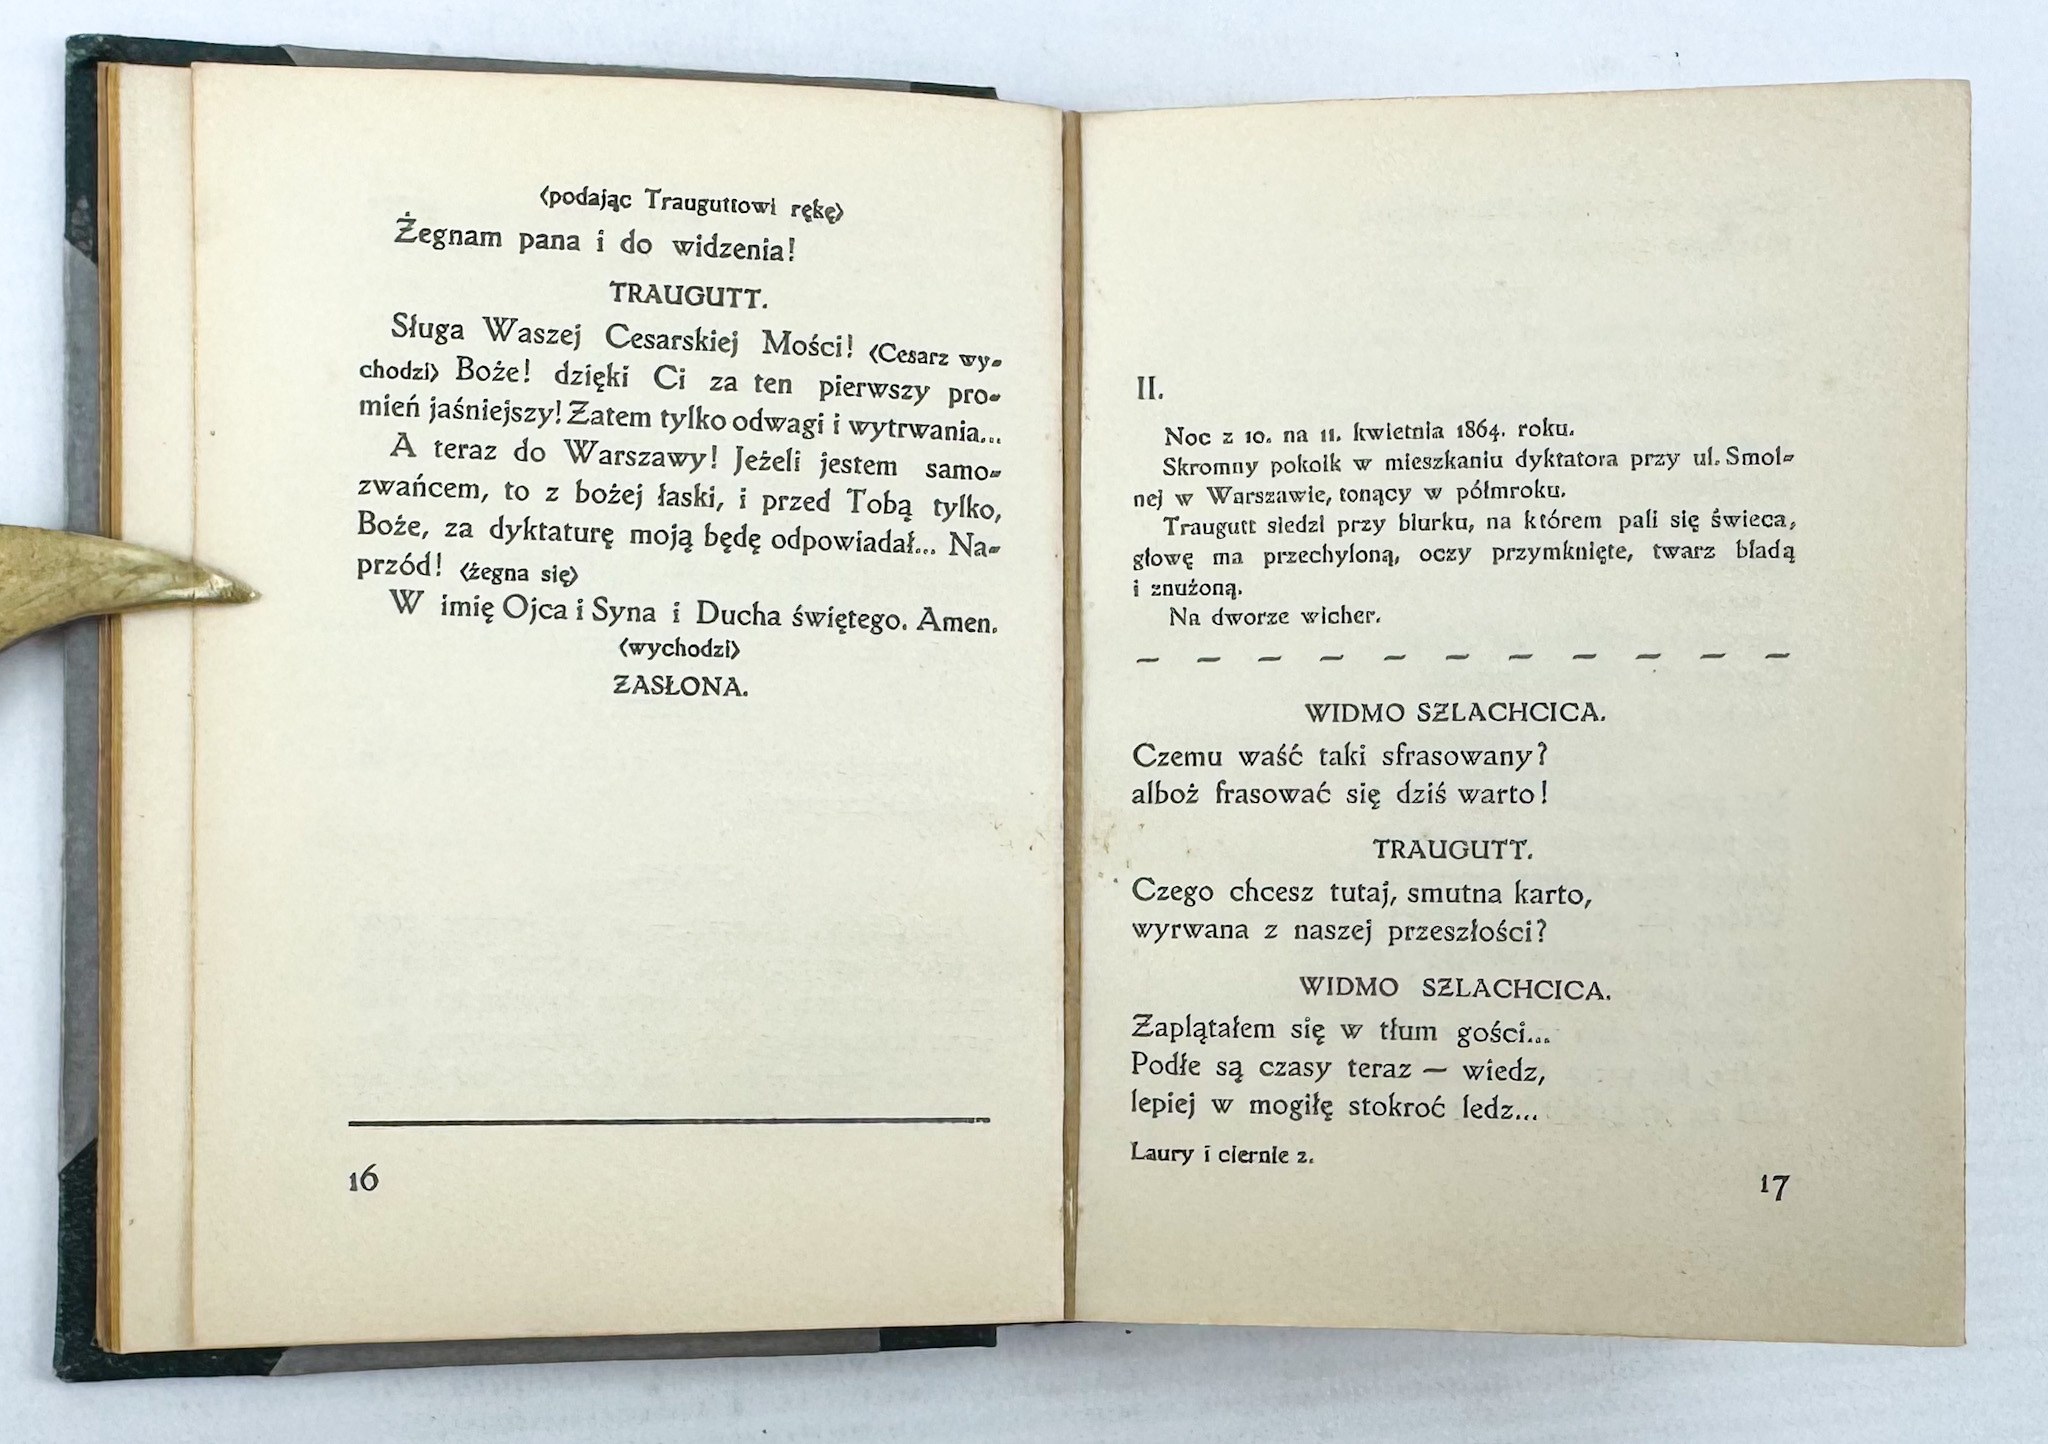 ‹podając Trauguttowi rękę›
Żegnam pana i do widzenia!
TRAUGUTT.
Sługa Waszej Cesarskiej Mości! ‹Cesarz wy-
chodzi› Boże! dzięki Ci za ten pierwszy pro-
mień jaśniejszy! Zatem tylko odwagi i wytrwania...
A teraz do Warszawy! Jeżeli jestem samo-
zwańcem, to z bożej łaski, i przed Tobą tylko,
Boże, za dyktaturę moją będę odpowiadał... Na-
przód! ‹żegna się›
W imię Ojca i Syna i Ducha świętego. Amen.
‹wychodzi›
ZASŁONA.
16
II.
Noc z 10. na 11. kwietnia 1864. roku.
Skromny pokoik w mieszkaniu dyktatora przy ul. Smol-
nej w Warszawie, tonący w półmroku.
Traugutt siedzi przy biurku, na którem pali się świeca,
głowę ma przechyloną, oczy przymknięte, twarz bladą
i znużoną.
Na dworze wicher.
– – – – – – – – – – –
WIDMO SZLACHCICA.
Czemu waść taki sfrasowany?
alboż frasować się dziś warto!
TRAUGUTT.
Czego chcesz tutaj, smutna karto,
wyrwana z naszej przeszłości?
WIDMO SZLACHCICA.
Zaplątałem się w tłum gości...
Podłe są czasy teraz — wiedz,
lepiej w mogiłę stokroć ledz...
Laury i ciernie 2.
17